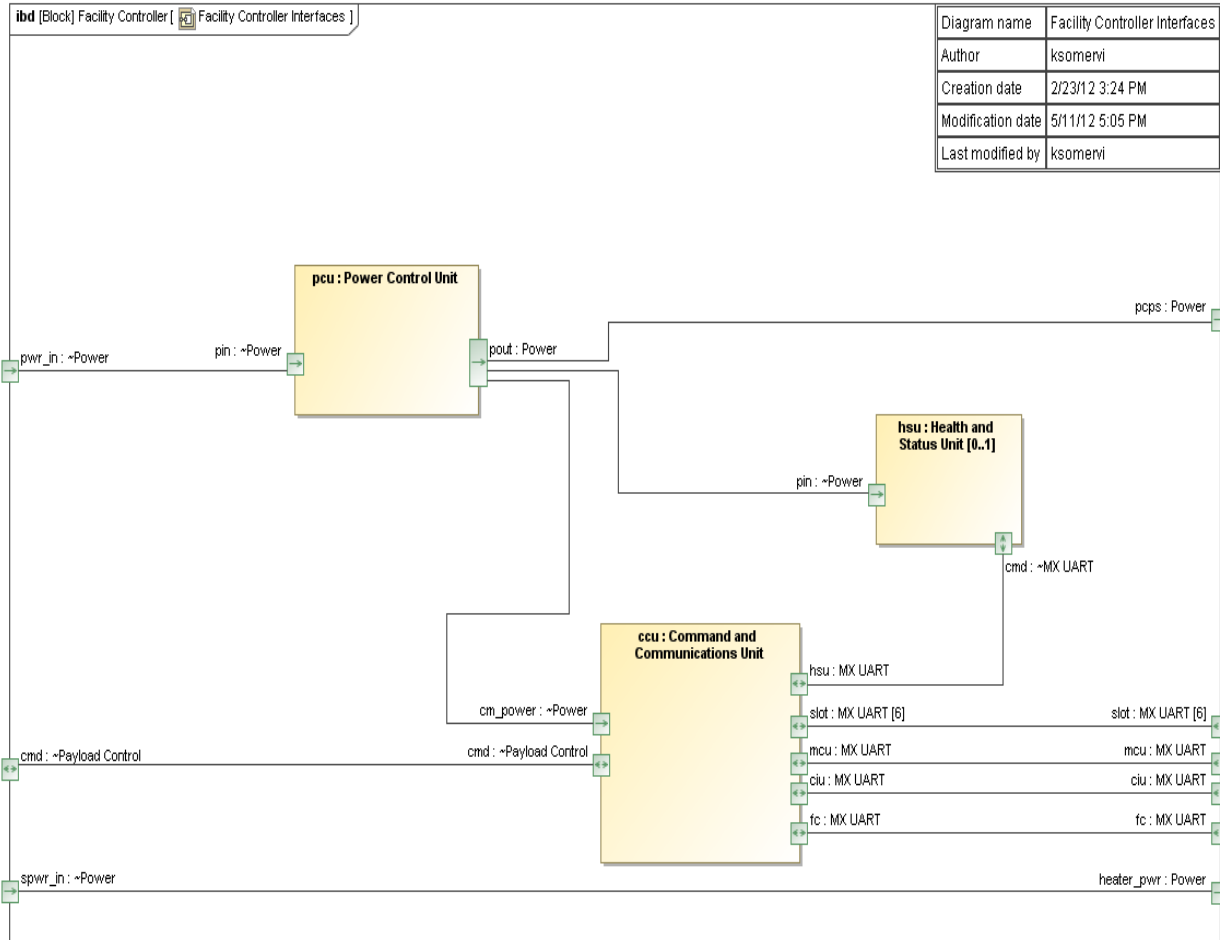 ibd [Block] Facility Controller [ Facility Controller Interfaces ]
Diagram name Facility Controller Interfaces
Author ksomervi
Creation date 2/23/12 3:24 PM
Modification date 5/11/12 5:05 PM
Last modified by ksomervi
pcu : Power Control Unit
pcps : Power
pwr_in : ~Power
pin : ~Power
pout : Power
hsu : Health and
Status Unit [0..1]
pin : ~Power
cmd : ~MX UART
ccu : Command and
Communications Unit
hsu : MX UART
cm_power : ~Power
slot : MX UART [6]
slot : MX UART [6]
cmd : ~Payload Control
cmd : ~Payload Control
mcu : MX UART
mcu : MX UART
ciu : MX UART
ciu : MX UART
fc : MX UART
fc : MX UART
spwr_in : ~Power
heater_pwr : Power